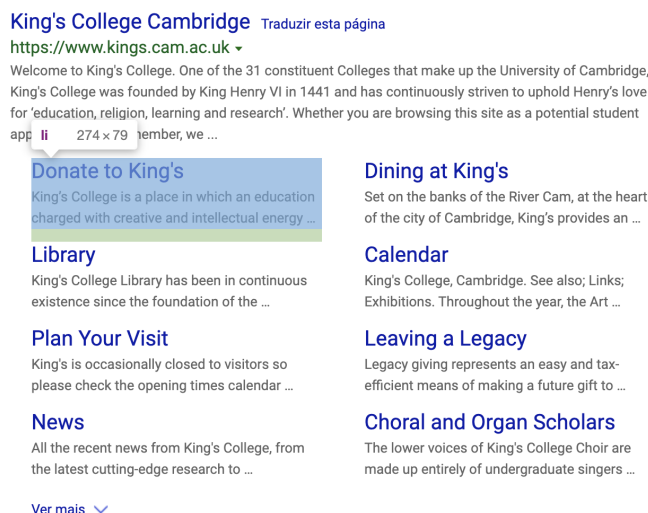 King's College Cambridge Traduzir esta página
https://www.kings.cam.ac.uk
Welcome to King's College. One of the 31 constituent Colleges that make up the University of Cambridge,
King's College was founded by King Henry VI in 1441 and has continuously striven to uphold Henry's love
for ‘education, religion, learning and research’. Whether you are browsing this site as a potential student
app member, we ...
li 274 × 79
Donate to King's
King's College is a place in which an education
charged with creative and intellectual energy ...
Dining at King's
Set on the banks of the River Cam, at the heart
of the city of Cambridge, King's provides an ...
Library
King's College Library has been in continuous
existence since the foundation of the ...
Calendar
King's College, Cambridge. See also; Links;
Exhibitions. Throughout the year, the Art ...
Plan Your Visit
King's is occasionally closed to visitors so
please check the opening times calendar ...
Leaving a Legacy
Legacy giving represents an easy and tax-
efficient means of making a future gift to ...
News
All the recent news from King's College, from
the latest cutting-edge research to ...
Choral and Organ Scholars
The lower voices of King's College Choir are
made up entirely of undergraduate singers ...
Ver mais